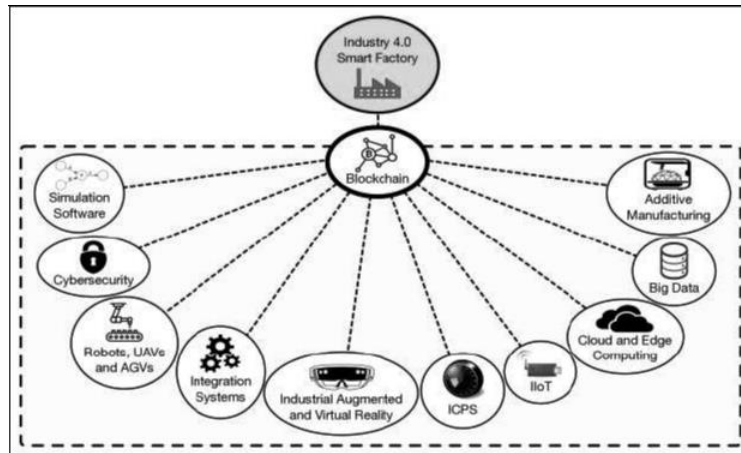 Industry 4.0
Smart Factory
Blockchain
Simulation
Software
Additive
Manufacturing
Cybersecurity
Big Data
Robots, UAVs
and AGVs
Cloud and Edge
Computing
Integration
Systems
Industrial Augmented
and Virtual Reality
ICPS
IIoT